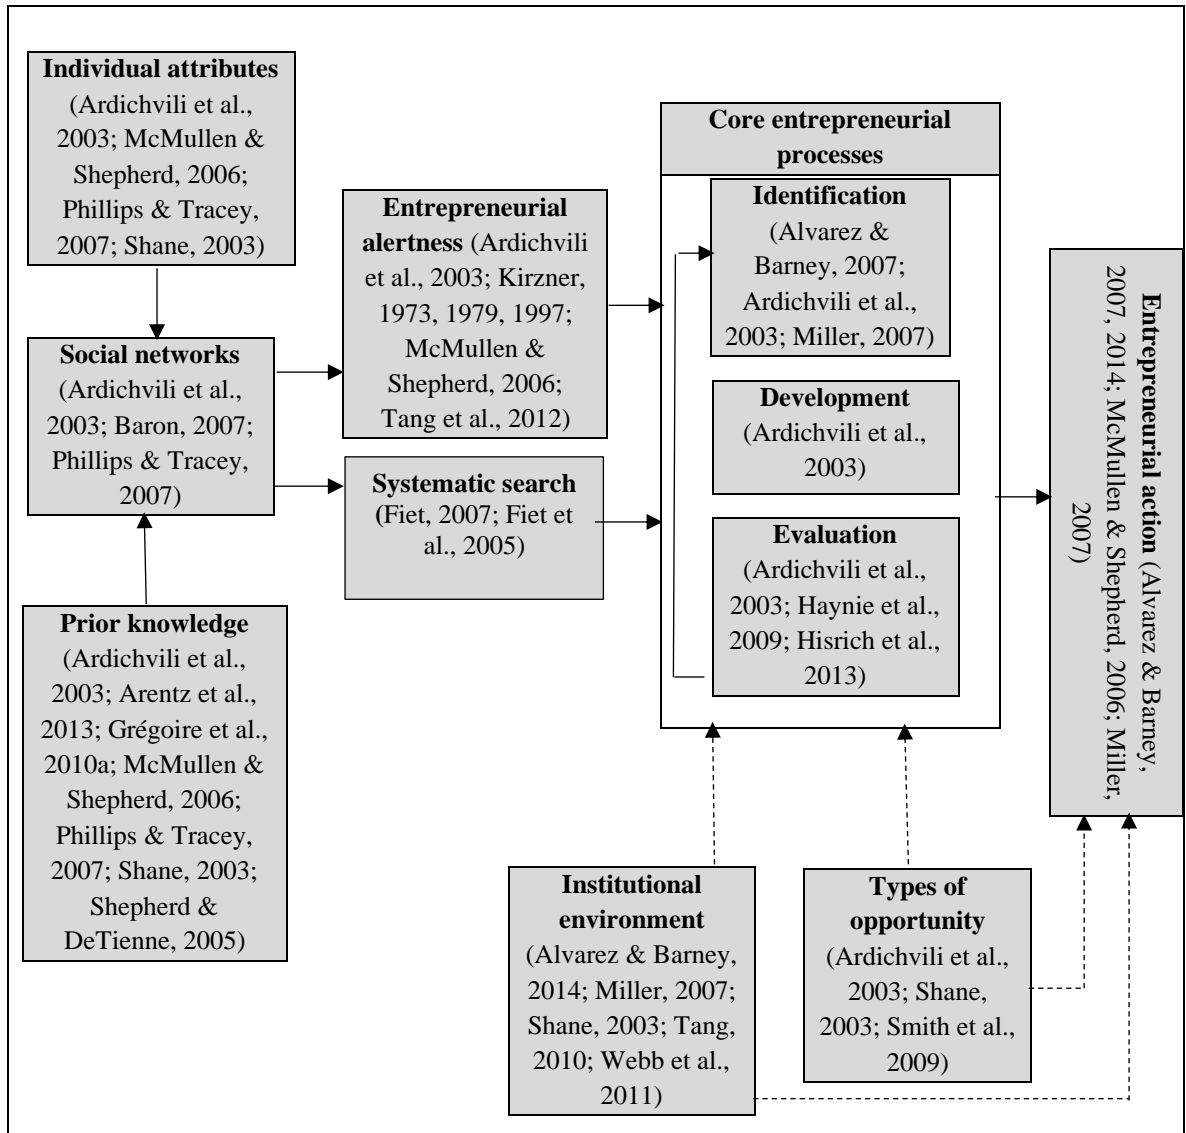 Individual attributes
(Ardichvili et al.,
2003; McMullen &
Shepherd, 2006;
Phillips & Tracey,
2007; Shane, 2003)
Social networks
(Ardichvili et al.,
2003; Baron, 2007;
Phillips & Tracey,
2007)
Prior knowledge
(Ardichvili et al.,
2003; Arentz et al.,
2013; Grégoire et al.,
2010a; McMullen &
Shepherd, 2006;
Phillips & Tracey,
2007; Shane, 2003;
Shepherd &
DeTienne, 2005)
Entrepreneurial
alertness (Ardichvili
et al., 2003; Kirzner,
1973, 1979, 1997;
McMullen &
Shepherd, 2006;
Tang et al., 2012)
Systematic search
(Fiet, 2007; Fiet et
al., 2005)
Core entrepreneurial
processes
Identification
(Alvarez &
Barney, 2007;
Ardichvili et al.,
2003; Miller, 2007)
Development
(Ardichvili et al.,
2003)
Evaluation
(Ardichvili et al.,
2003; Haynie et al.,
2009; Hisrich et al.,
2013)
Institutional
environment
(Alvarez & Barney,
2014; Miller, 2007;
Shane, 2003; Tang,
2010; Webb et al.,
2011)
Types of
opportunity
(Ardichvili et al.,
2003; Shane,
2003; Smith et al.,
2009)
Entrepreneurial action (Alvarez & Barney,
2007, 2014; McMullen & Shepherd, 2006; Miller,
2007)